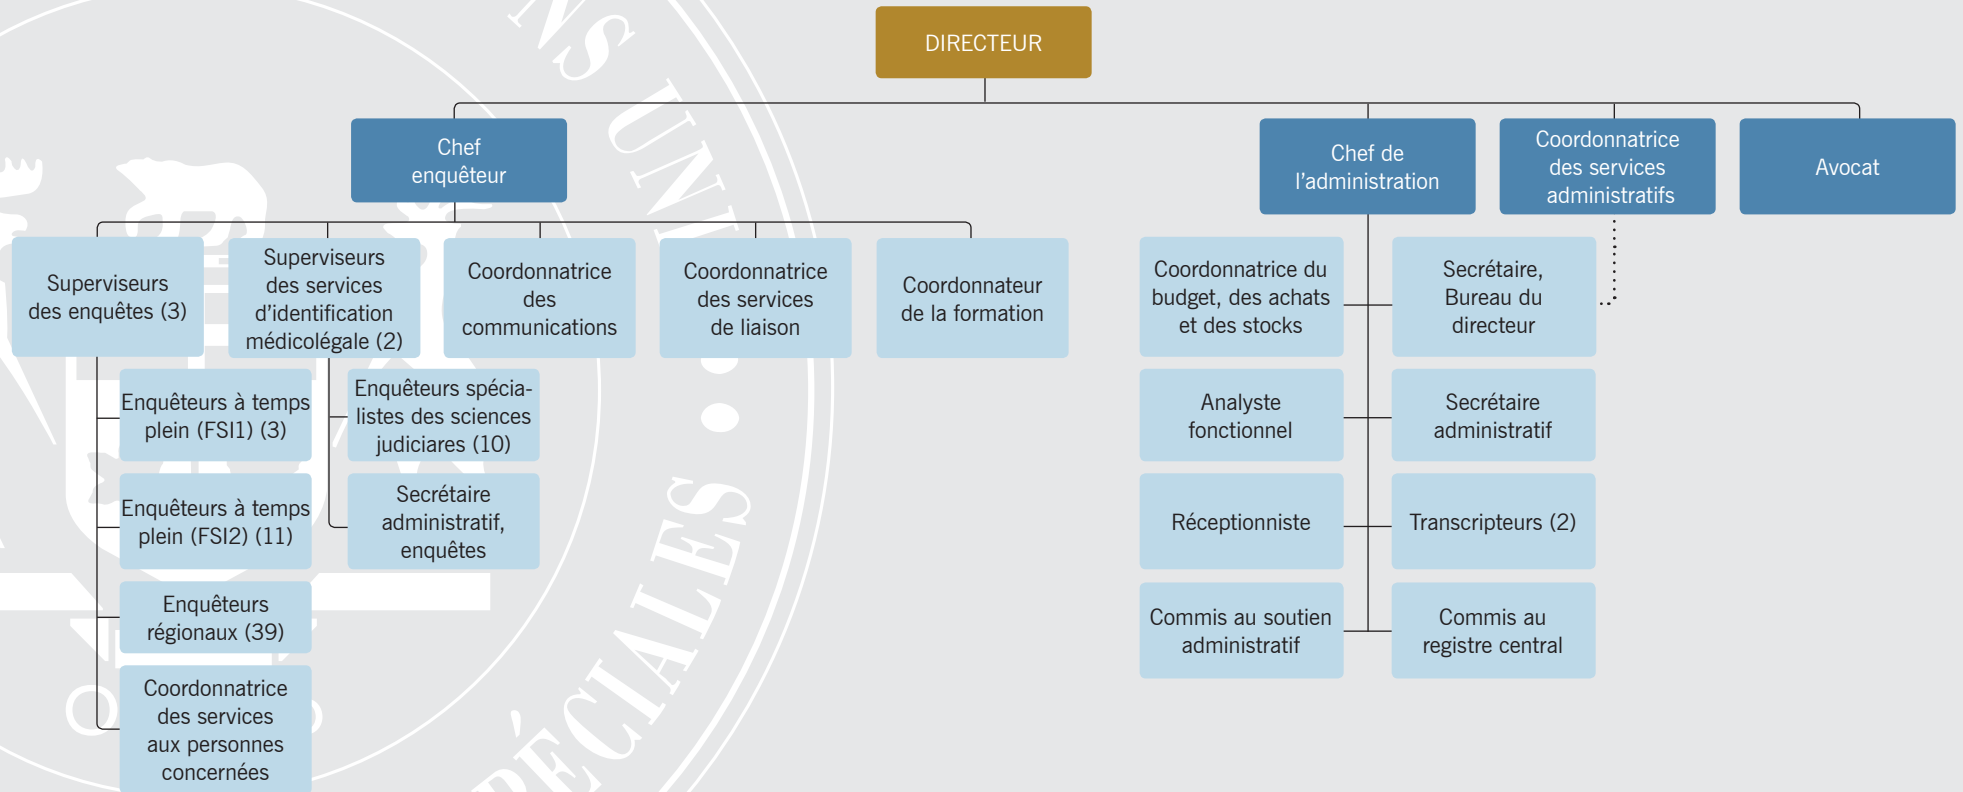 DIRECTEUR
Chef
enquêteur
Chef de
l’administration
Coordonnatrice
des services
administratifs
Avocat
Superviseurs
des enquêtes (3)
Superviseurs
des services
d’identification
médicolégale (2)
Coordonnatrice
des
communications
Coordonnatrice
des services
de liaison
Coordonnateur
de la formation
Enquêteurs à temps
plein (FSI1) (3)
Enquêteurs à temps
plein (FSI2) (11)
Enquêteurs
régionaux (39)
Coordonnatrice
des services
aux personnes
concernées
Enquêteurs spécia-
listes des sciences
judiciares (10)
Secrétaire
administratif,
enquêtes
Coordonnatrice du
budget, des achats
et des stocks
Secrétaire,
Bureau du
directeur
Analyste
fonctionnel
Secrétaire
administratif
Réceptionniste
Transcripteurs (2)
Commis au soutien
administratif
Commis au
registre central
NS UNI
PÉCIALES